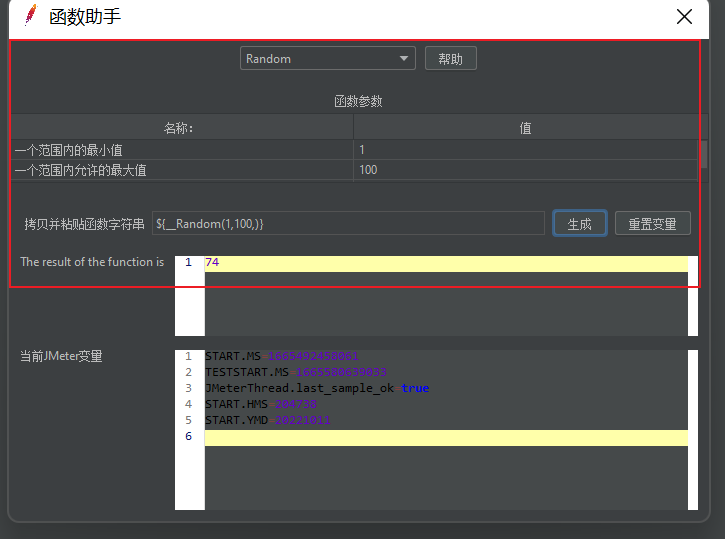 函数助手
Random
帮助
函数参数
名称: 值
一个范围内的最小值 1
一个范围内允许的最大值 100
拷贝并粘贴函数字符串 ${__Random(1,100,)} 生成 重置变量
The result of the function is 1 74
当前JMeter变量
1 START.MS 1665492458061
2 TESTSTART.MS 1665580639033
3 JMeterThread.last_sample_ok true
4 START.HMS 204738
5 START.YMD 20221011
6